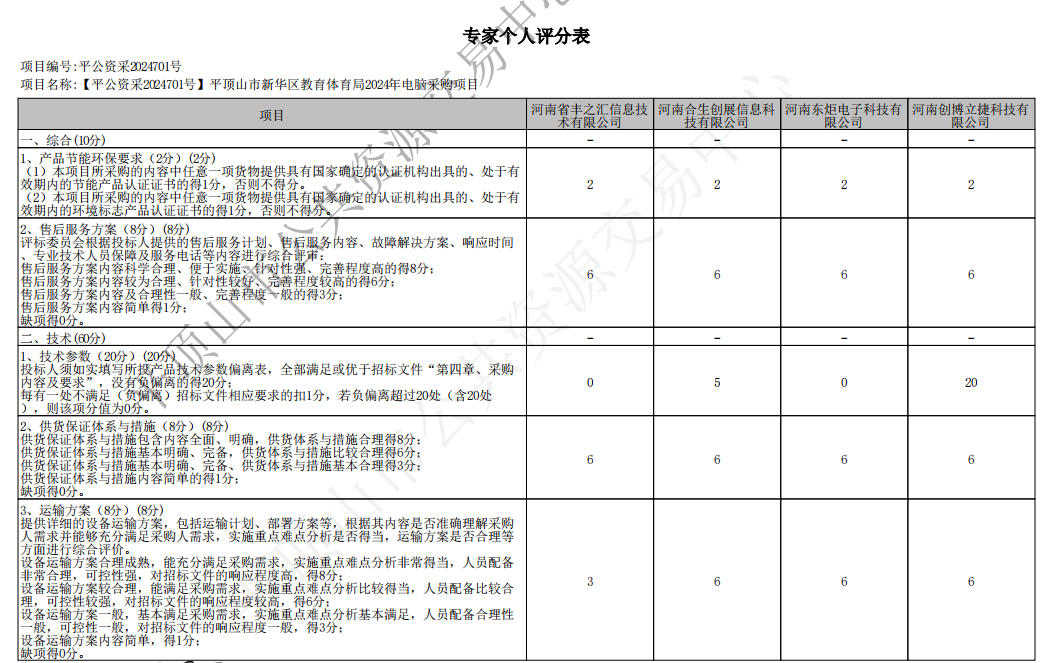 专家个人评分表
项目编号:平公资采2024701号
项目名称:【平公资采2024701号】平顶山市新华区教育体育局2024年电脑采购项目
项目 河南省丰之汇信息技术有限公司 河南合生创展信息科技有限公司 河南东炬电子科技有限公司 河南创博立捷科技有限公司
一、综合(10分) - - - -
1、产品节能环保要求（2分）(2分)
（1）本项目所采购的内容中任意一项货物提供具有国家确定的认证机构出具的、处于有
效期内的节能产品认证证书的得1分，否则不得分。
（2）本项目所采购的内容中任意一项货物提供具有国家确定的认证机构出具的、处于有
效期内的环境标志产品认证证书的得1分，否则不得分。
2 2 2 2
2、售后服务方案（8分）(8分)
评标委员会根据投标人提供的售后服务计划、售后服务内容、故障解决方案、响应时间
、专业技术人员保障及服务电话等内容进行综合评审:
售后服务方案内容科学合理、便于实施、针对性强、完善程度高的得8分；
售后服务方案内容较为合理、针对性较好、完善程度较高的得6分；
售后服务方案内容及合理性一般、完善程度一般的得3分；
售后服务方案内容简单得1分；
缺项得0分。
6 6 6 6
二、技术(60分) - - - -
1、技术参数（20分）(20分)
投标人须如实填写所投产品技术参数偏离表，全部满足或优于招标文件“第四章、采购
内容及要求”，没有负偏离的得20分；
每有一处不满足（负偏离）招标文件相应要求的扣1分，若负偏离超过20处（含20处
），则该项分值为0分。
0 5 0 20
2、供货保证体系与措施（8分）(8分)
供货保证体系与措施包含内容全面、明确，供货体系与措施合理得8分；
供货保证体系与措施基本明确、完备，供货体系与措施比较合理得6分；
供货保证体系与措施基本明确、完备、供货体系与措施基本合理得3分；
供货保证体系与措施内容简单的得1分；
缺项得0分。
6 6 6 6
3、运输方案（8分）(8分)
提供详细的设备运输方案，包括运输计划、部署方案等，根据其内容是否准确理解采购
人需求并能够充分满足采购人需求，实施重点难点分析是否得当，运输方案是否合理等
方面进行综合评价。
设备运输方案合理成熟，能充分满足采购需求，实施重点难点分析非常得当，人员配备
非常合理，可控性强，对招标文件的响应程度高，得8分；
设备运输方案较合理，能满足采购需求，实施重点难点分析比较得当，人员配备比较合
理，可控性较强，对招标文件的响应程度较高，得6分；
设备运输方案一般，基本满足采购需求，实施重点难点分析基本满足，人员配备合理性
一般，可控性一般，对招标文件的响应程度一般，得3分；
设备运输方案内容简单，得1分；
缺项得0分。
3 6 6 6
平顶山市公共资源交易中心
平顶山市公共资源交易中心